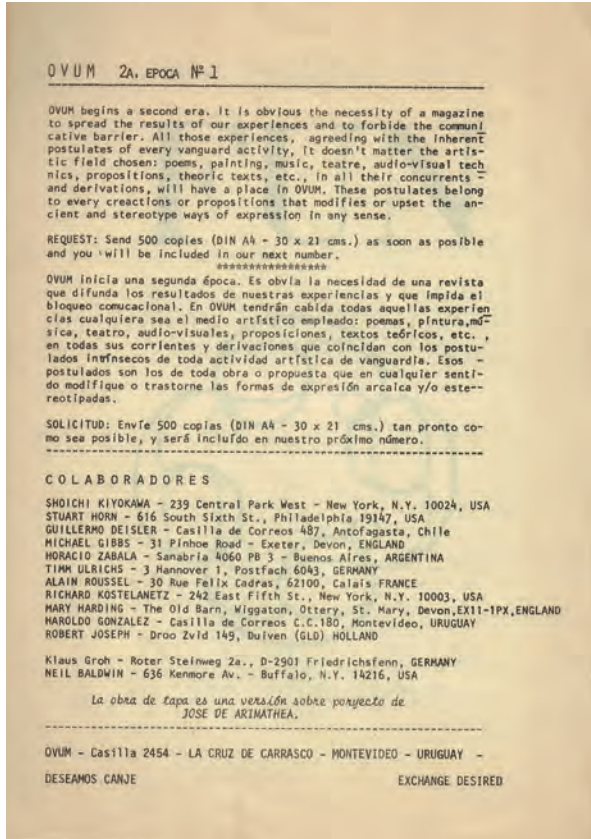 OVUM 2A. EPOCA Nº 1
OVUM begins a second era. It is obvious the necessity of a magazine
to spread the results of our experiences and to forbide the communi
cative barrier. All those experiences, agreeding with the inherent
postulates of every vanguard activity, it doesn't matter the artis-
tic field chosen: poems, painting, music, teatre, audio-visual tech
nics, propositions, theoric texts, etc., in all their concurrents -
and derivations, will have a place in OVUM. These postulates belong
to every creactions or propositions that modifies or upset the an-
cient and stereotype ways of expression in any sense.
REQUEST: Send 500 copies (DIN A4 - 30 x 21 cms.) as soon as posible
and you will be included in our next number.
*****************
OVUM inicia una segunda época. Es obvia la necesidad de una revista
que difunda los resultados de nuestras experiencias y que impida el
bloqueo comucacional. En OVUM tendrán cabida todas aquellas experien
cias cualquiera sea el medio artístico empleado: poemas, pintura,mú-
sica, teatro, audio-visuales, proposiciones, textos teóricos, etc. ,
en todas sus corrientes y derivaciones que coincidan con los postu-
lados intrínsecos de toda actividad artística de vanguardia. Esos -
postulados son los de toda obra o propuesta que en cualquier senti-
do modifique o trastorne las formas de expresión arcaica y/o este--
reotipadas.
SOLICITUD: Envíe 500 copias (DIN A4 - 30 x 21 cms.) tan pronto co-
mo sea posible, y será incluído en nuestro próximo número.
COLABORADORES
SHOICHI KIYOKAWA - 239 Central Park West - New York, N.Y. 10024, USA
STUART HORN - 616 South Sixth St., Philadelphia 19147, USA
GUILLERMO DEISLER - Casilla de Correos 487, Antofagasta, Chile
MICHAEL GIBBS - 31 Pinhoe Road - Exeter, Devon, ENGLAND
HORACIO ZABALA - Sanabria 4060 PB 3 - Buenos Aires, ARGENTINA
TIMM ULRICHS - 3 Hannover 1, Postfach 6043, GERMANY
ALAIN ROUSSEL - 30 Rue Felix Cadras, 62100, Calais FRANCE
RICHARD KOSTELANETZ - 242 East Fifth St., New York, N.Y. 10003, USA
MARY HARDING - The Old Barn, Wiggaton, Ottery, St. Mary, Devon,EX11-1PX,ENGLAND
HAROLDO GONZALEZ - Casilla de Correos C.C.180, Montevideo, URUGUAY
ROBERT JOSEPH - Droo Zvld 149, Duiven (GLD) HOLLAND
Klaus Groh - Roter Steinweg 2a., D-2901 Friedrichsfenn, GERMANY
NEIL BALDWIN - 636 Kenmore Av. - Buffalo, N.Y. 14216, USA
La obra de tapa es una versión sobre poryecto de
JOSE DE ARIMATHEA.
OVUM - Casilla 2454 - LA CRUZ DE CARRASCO - MONTEVIDEO - URUGUAY -
DESEAMOS CANJE EXCHANGE DESIRED